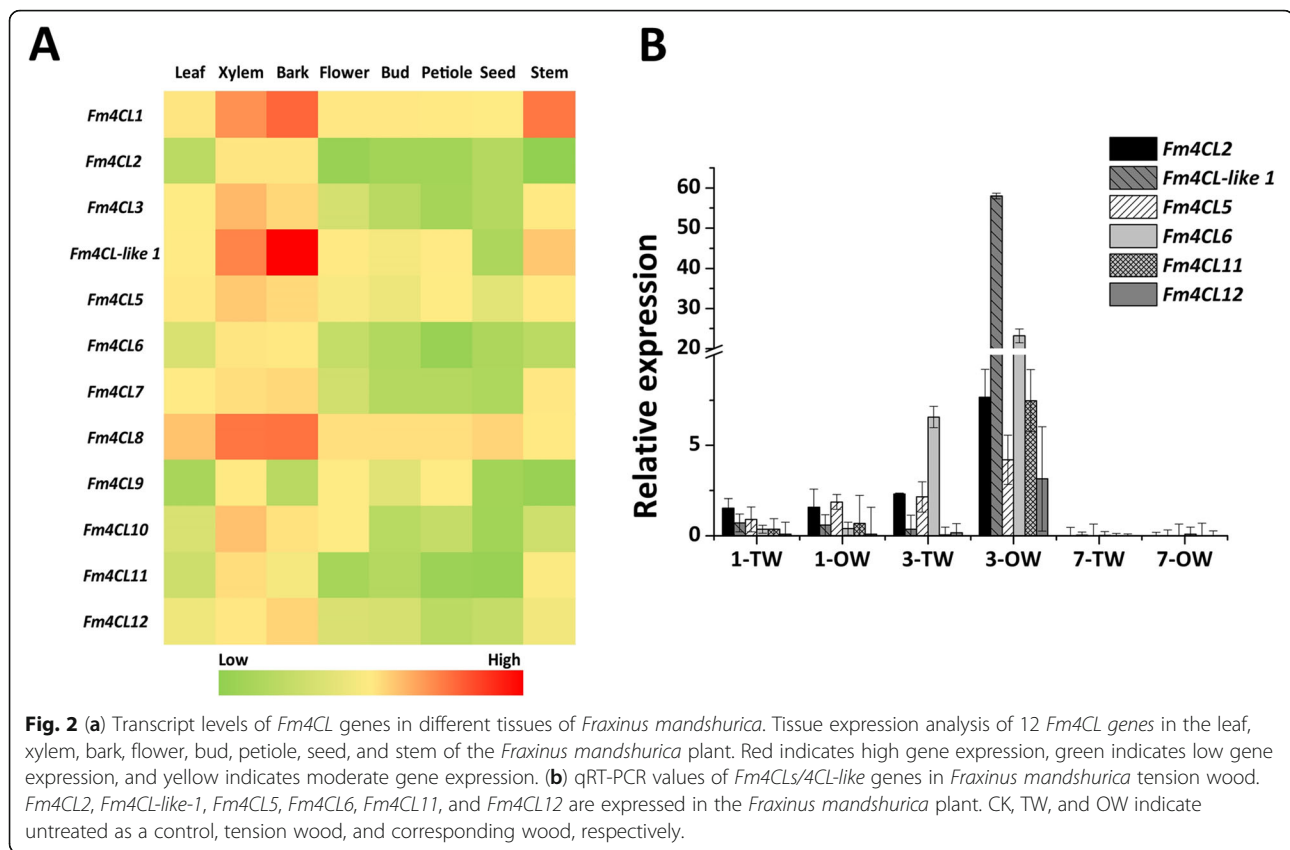 A
Leaf Xylem Bark Flower Bud Petiole Seed Stem
Fm4CL1
Fm4CL2
Fm4CL3
Fm4CL-like 1
Fm4CL5
Fm4CL6
Fm4CL7
Fm4CL8
Fm4CL9
Fm4CL10
Fm4CL11
Fm4CL12
Low High
B
Relative expression
60
50
40
30
20
5
0
1-TW 1-OW 3-TW 3-OW 7-TW 7-OW
Fm4CL2
Fm4CL-like 1
Fm4CL5
Fm4CL6
Fm4CL11
Fm4CL12
Fig. 2 (a) Transcript levels of Fm4CL genes in different tissues of Fraxinus mandshurica. Tissue expression analysis of 12 Fm4CL genes in the leaf,
xylem, bark, flower, bud, petiole, seed, and stem of the Fraxinus mandshurica plant. Red indicates high gene expression, green indicates low gene
expression, and yellow indicates moderate gene expression. (b) qRT-PCR values of Fm4CLs/4CL-like genes in Fraxinus mandshurica tension wood.
Fm4CL2, Fm4CL-like-1, Fm4CL5, Fm4CL6, Fm4CL11, and Fm4CL12 are expressed in the Fraxinus mandshurica plant. CK, TW, and OW indicate
untreated as a control, tension wood, and corresponding wood, respectively.